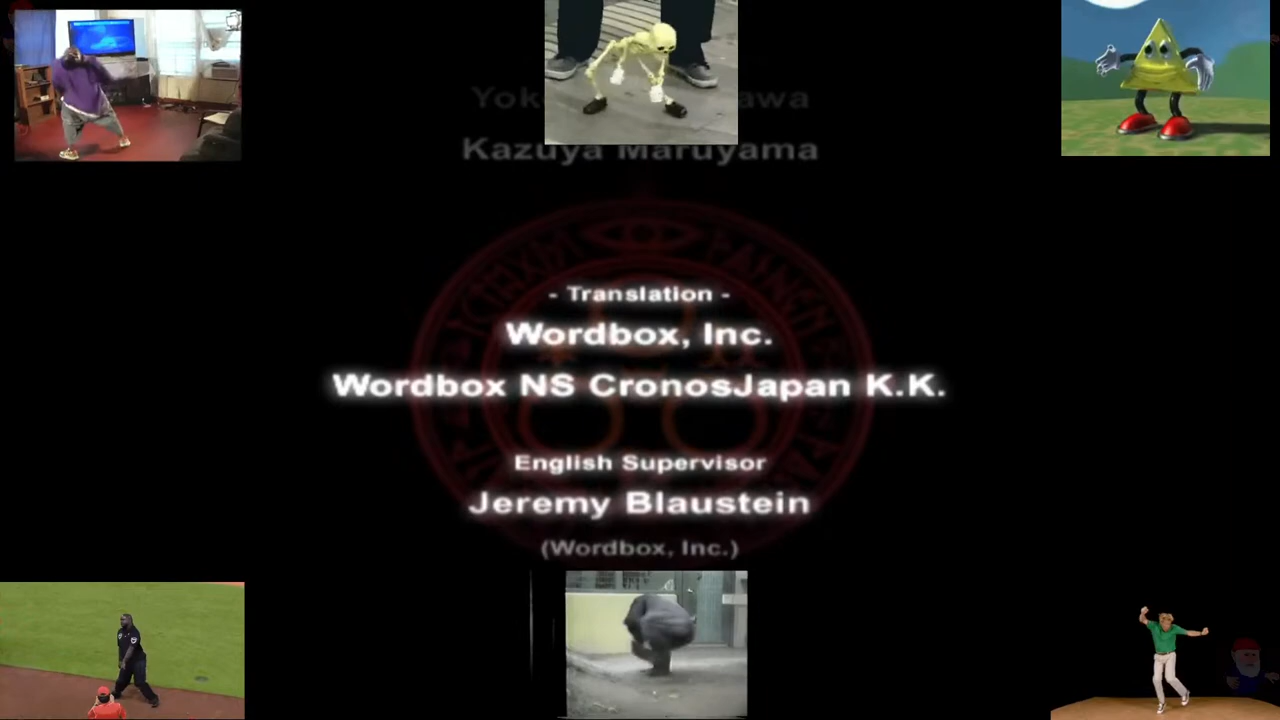 Kazuya Maruyama
- Translation -
Wordbox, Inc.
Wordbox NS CronosJapan K.K.
English Supervisor
Jeremy Blaustein
(Wordbox, Inc.)